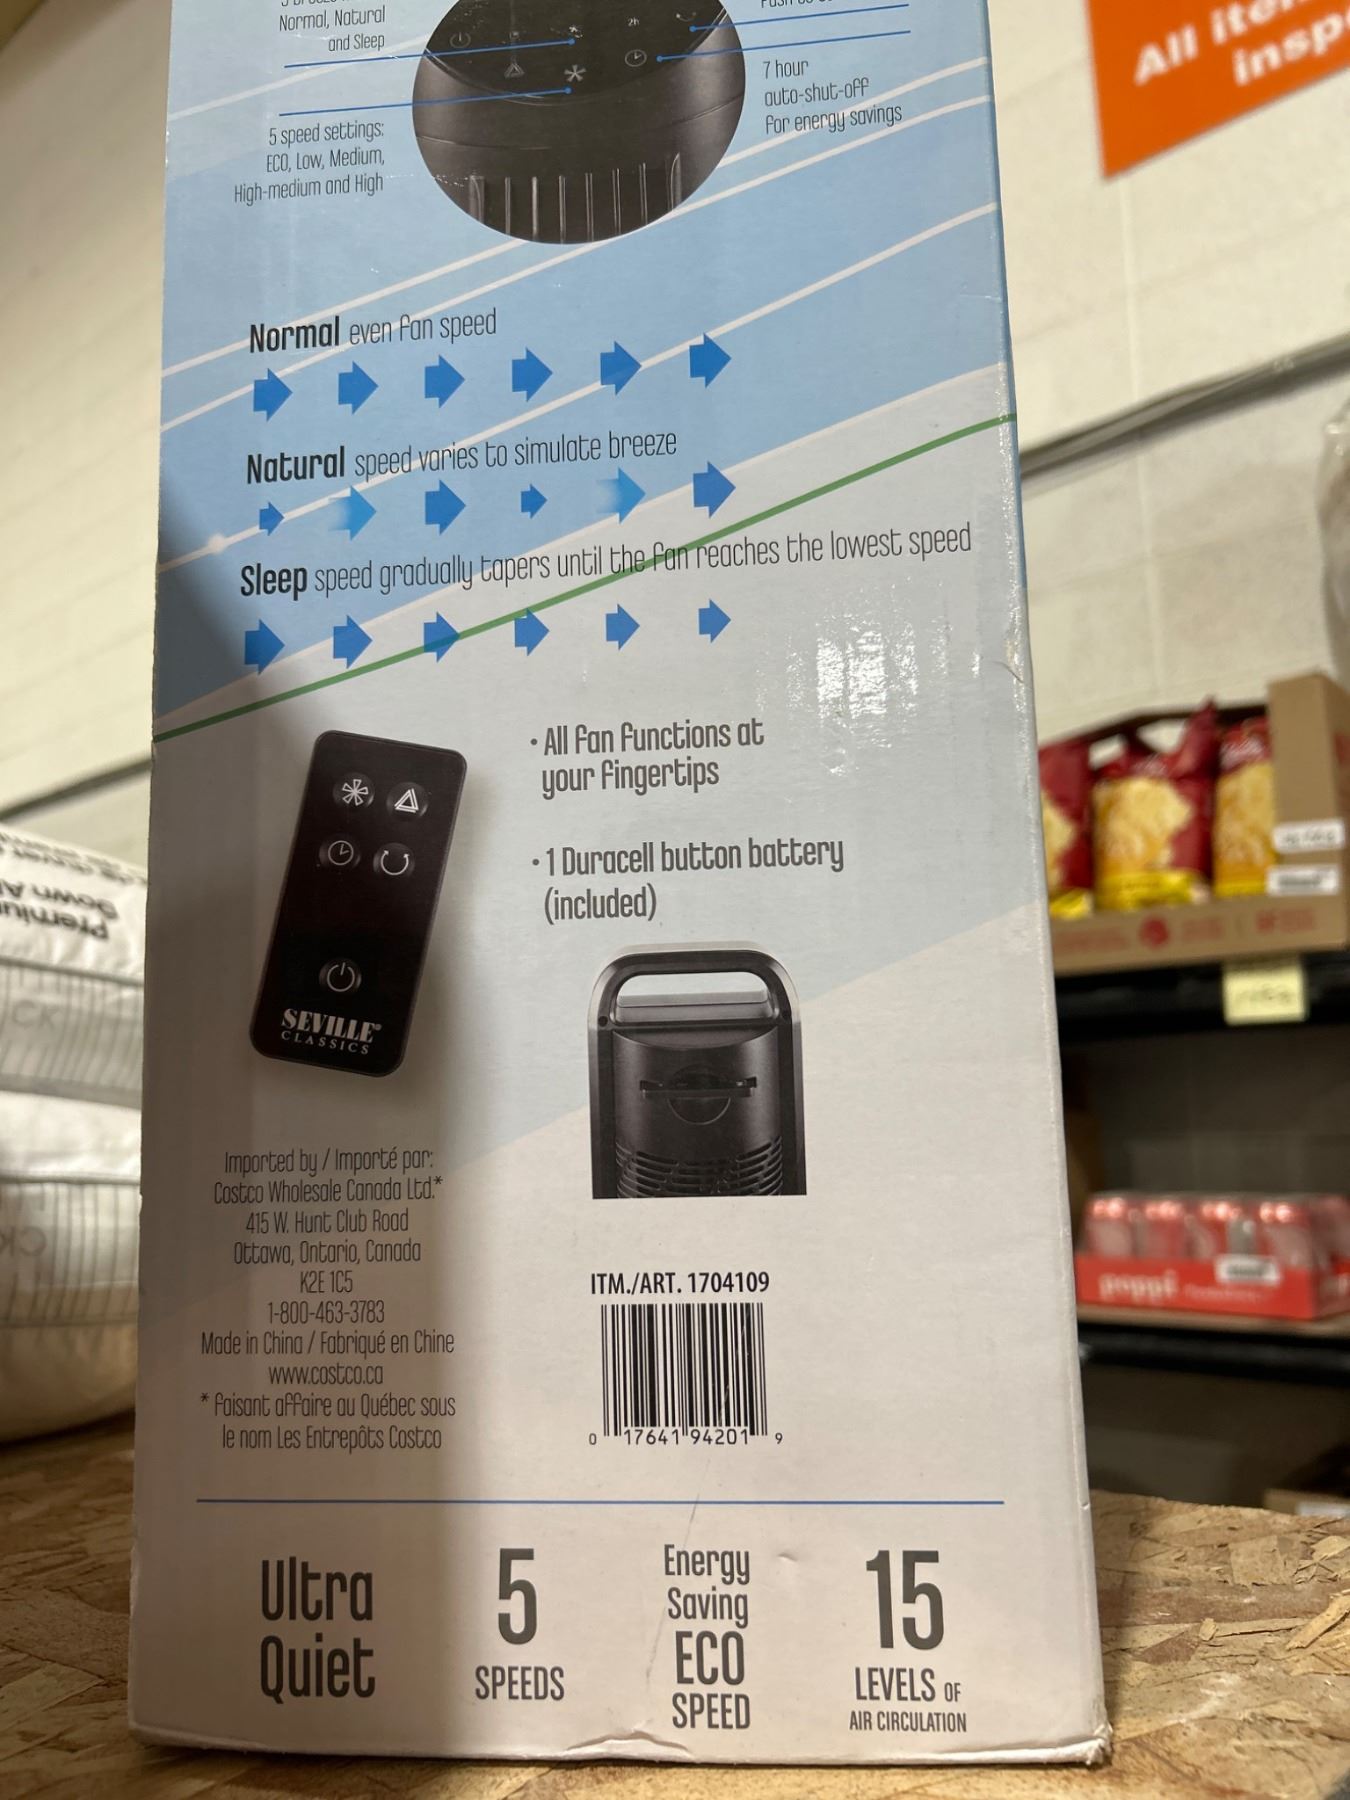 Normal, Natural
and Sleep
5 speed settings:
ECO, Low, Medium,
High-medium and High
2h
7 hour
auto-shut-off
for energy savings
All
insp
Normal even fan speed
Natural speed varies to simulate breeze
Sleep speed gradually tapers until the fan reaches the lowest speed
• All fan functions at
your fingertips
• 1 Duracell button battery
(included)
SEVILLE®
CLASSICS
Imported by / Importé par:
Costco Wholesale Canada Ltd.*
415 W. Hunt Club Road
Ottawa, Ontario, Canada
K2E 1C5
1-800-463-3783
Made in China / Fabriqué en Chine
www.costco.ca
* faisant affaire au Québec sous
le nom Les Entrepôts Costco
ITM./ART. 1704109
0 17641 94201 9
Ultra
Quiet
5
SPEEDS
Energy
Saving
ECO
SPEED
15
LEVELS OF
AIR CIRCULATION
poppi